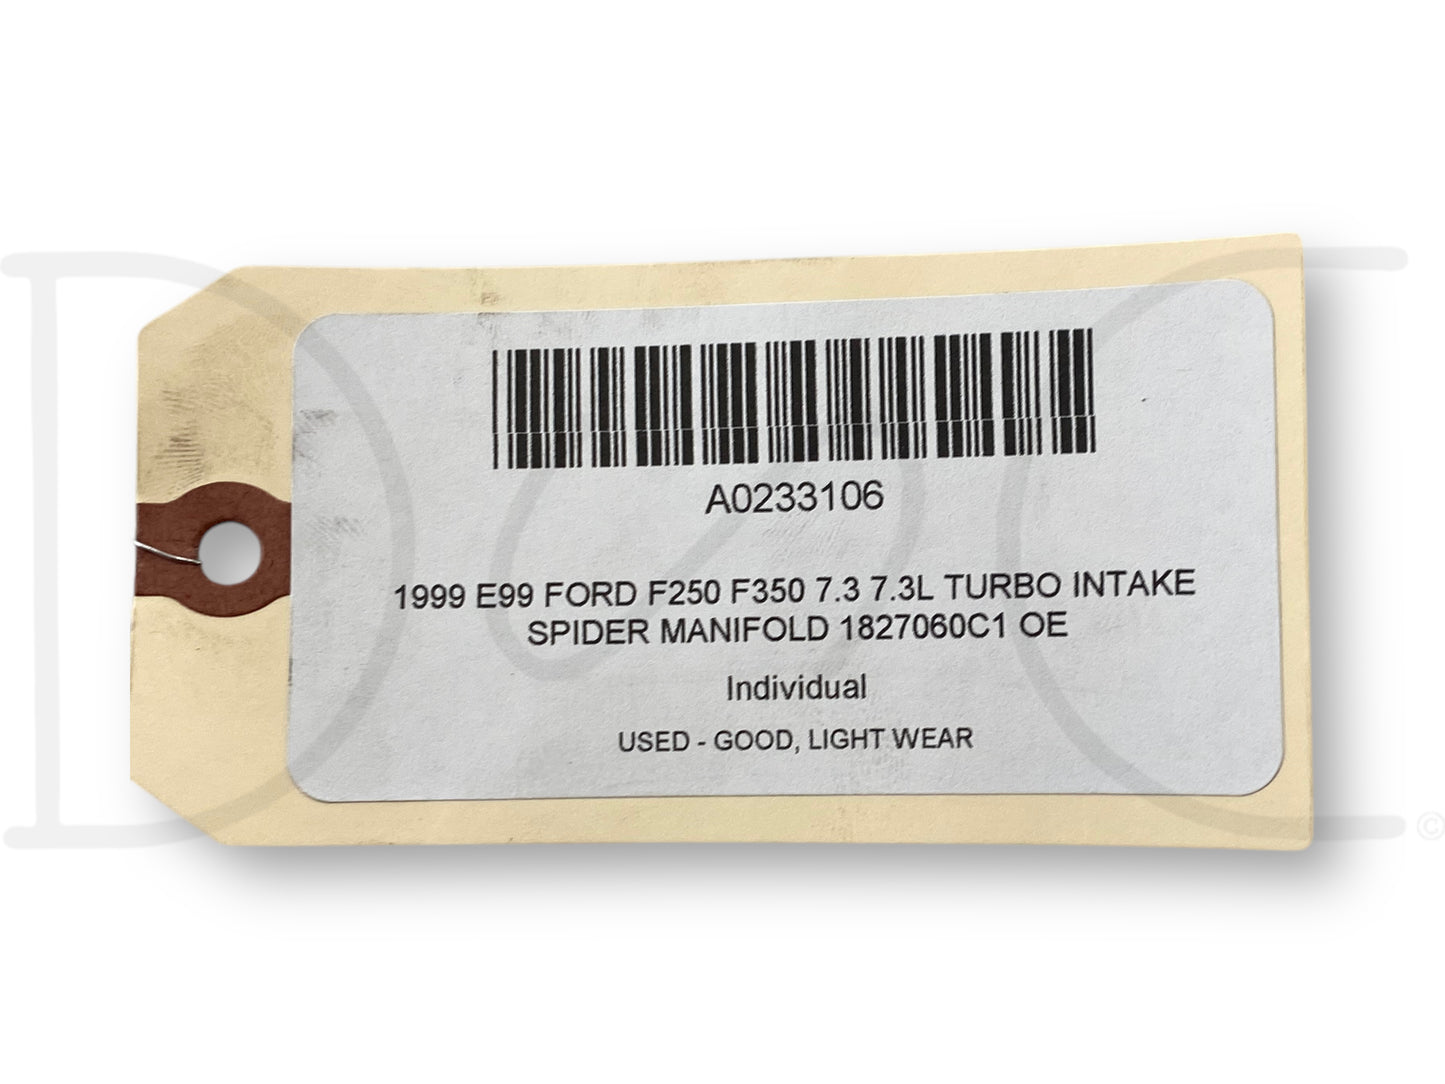 A0233106
1999 E99 FORD F250 F350 7.3 7.3L TURBO INTAKE
SPIDER MANIFOLD 1827060C1 OE
Individual
USED - GOOD, LIGHT WEAR
©